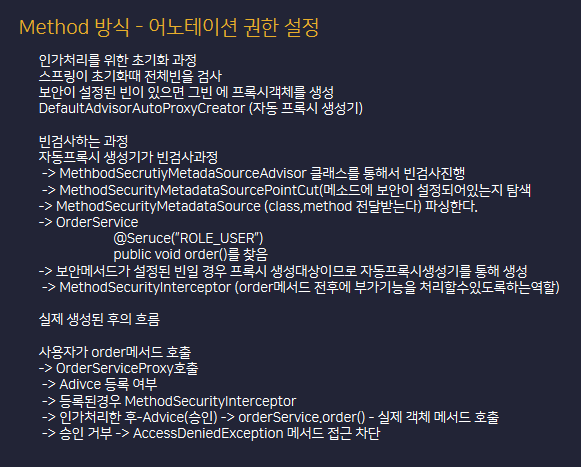 Method 방식 - 어노테이션 권한 설정
인가처리를 위한 초기화 과정
스프링이 초기화때 전체빈을 검사
보안이 설정된 빈이 있으면 그빈 에 프록시객체를 생성
DefaultAdvisorAutoProxyCreator (자동 프록시 생성기)
빈검사하는 과정
자동프록시 생성기가 빈검사과정
-> MethbodSecrutiyMetadaSourceAdvisor 클래스를 통해서 빈검사진행
-> MethodSecurityMetadataSourcePointCut(메소드에 보안이 설정되어있는지 탐색
-> MethodSecurityMetadataSource (class,method 전달받는다) 파싱한다.
-> OrderService
@Seruce("ROLE_USER")
public void order()를 찾음
-> 보안메서드가 설정된 빈일 경우 프록시 생성대상이므로 자동프록시생성기를 통해 생성
-> MethodSecurityInterceptor (order메서드 전후에 부가기능을 처리할수있도록하는역할)
실제 생성된 후의 흐름
사용자가 order메서드 호출
-> OrderServiceProxy호출
-> Adivce 등록 여부
-> 등록된경우 MethodSecurityInterceptor
-> 인가처리한 후-Advice(승인) -> orderService.order() - 실제 객체 메서드 호출
-> 승인 거부 -> AccessDeniedException 메서드 접근 차단